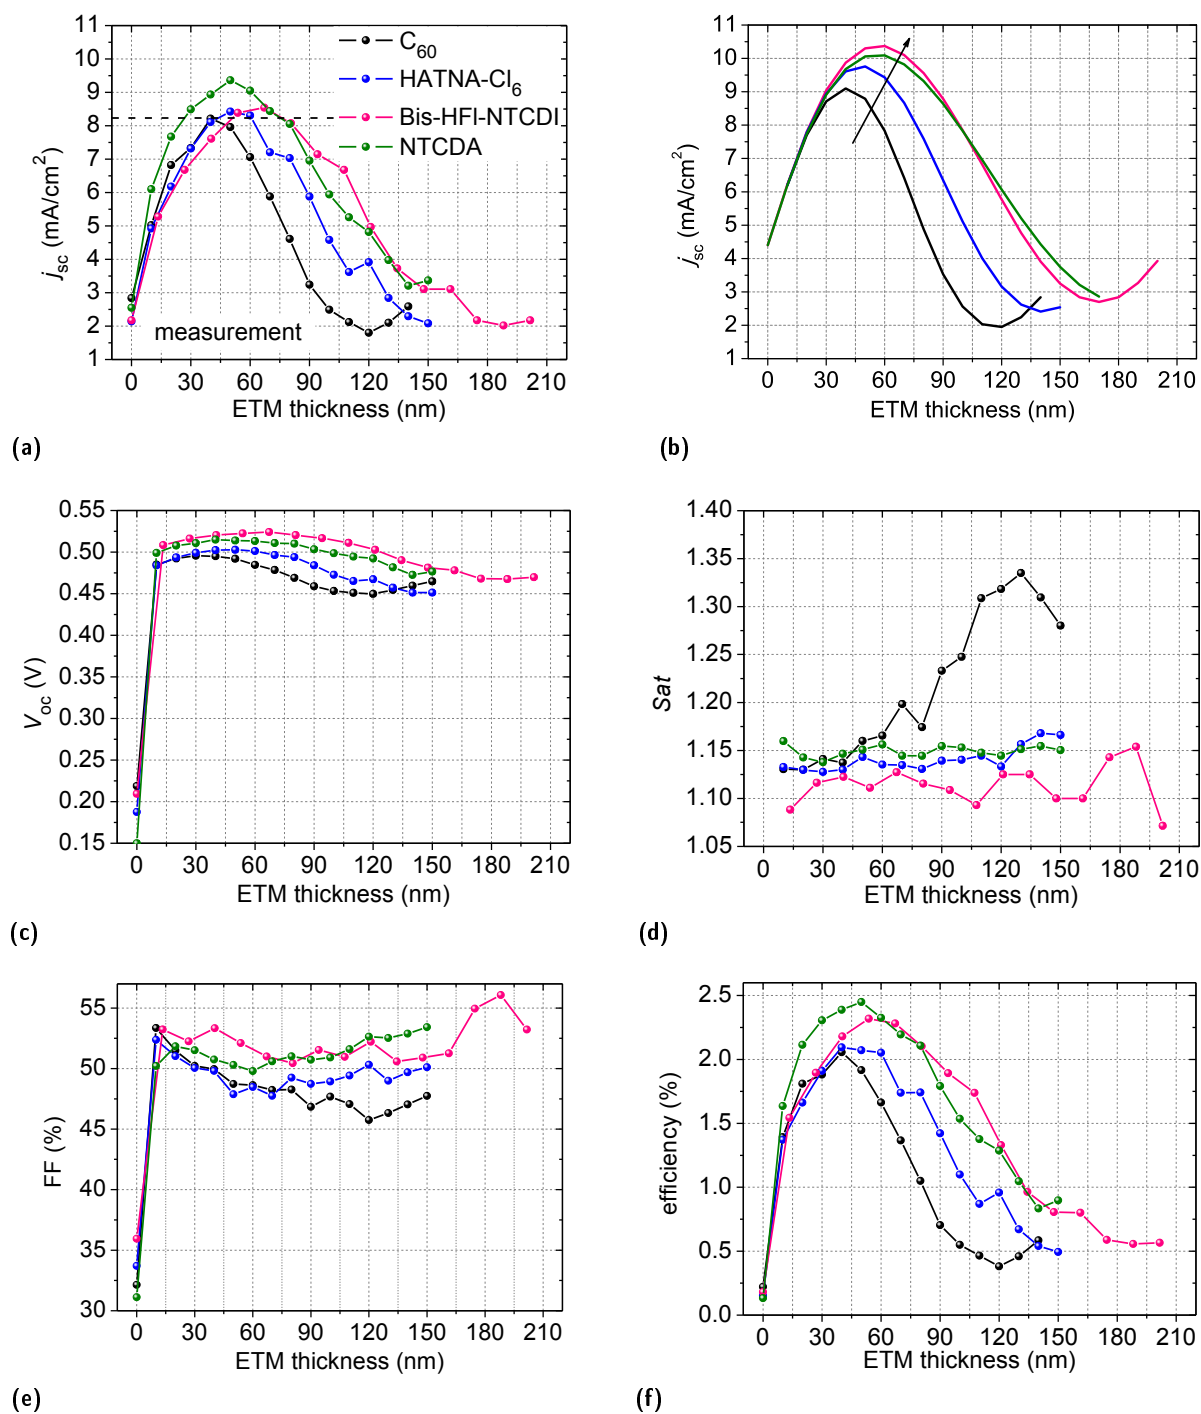 11
10
9
8
7
6
5
4
3
2
1
j_sc (mA/cm²)
C₆₀
HATNA-Cl₆
Bis-HFI-NTCDI
NTCDA
measurement
0 30 60 90 120 150 180 210
ETM thickness (nm)
(a)
11
10
9
8
7
6
5
4
3
2
1
j_sc (mA/cm²)
0 30 60 90 120 150 180 210
ETM thickness (nm)
(b)
0.55
0.50
0.45
0.40
0.35
0.30
0.25
0.20
0.15
V_oc (V)
0 30 60 90 120 150 180 210
ETM thickness (nm)
(c)
1.40
1.35
1.30
1.25
1.20
1.15
1.10
1.05
Sat
0 30 60 90 120 150 180 210
ETM thickness (nm)
(d)
55
50
45
40
35
30
FF (%)
0 30 60 90 120 150 180 210
ETM thickness (nm)
(e)
2.5
2.0
1.5
1.0
0.5
0.0
efficiency (%)
0 30 60 90 120 150 180 210
ETM thickness (nm)
(f)